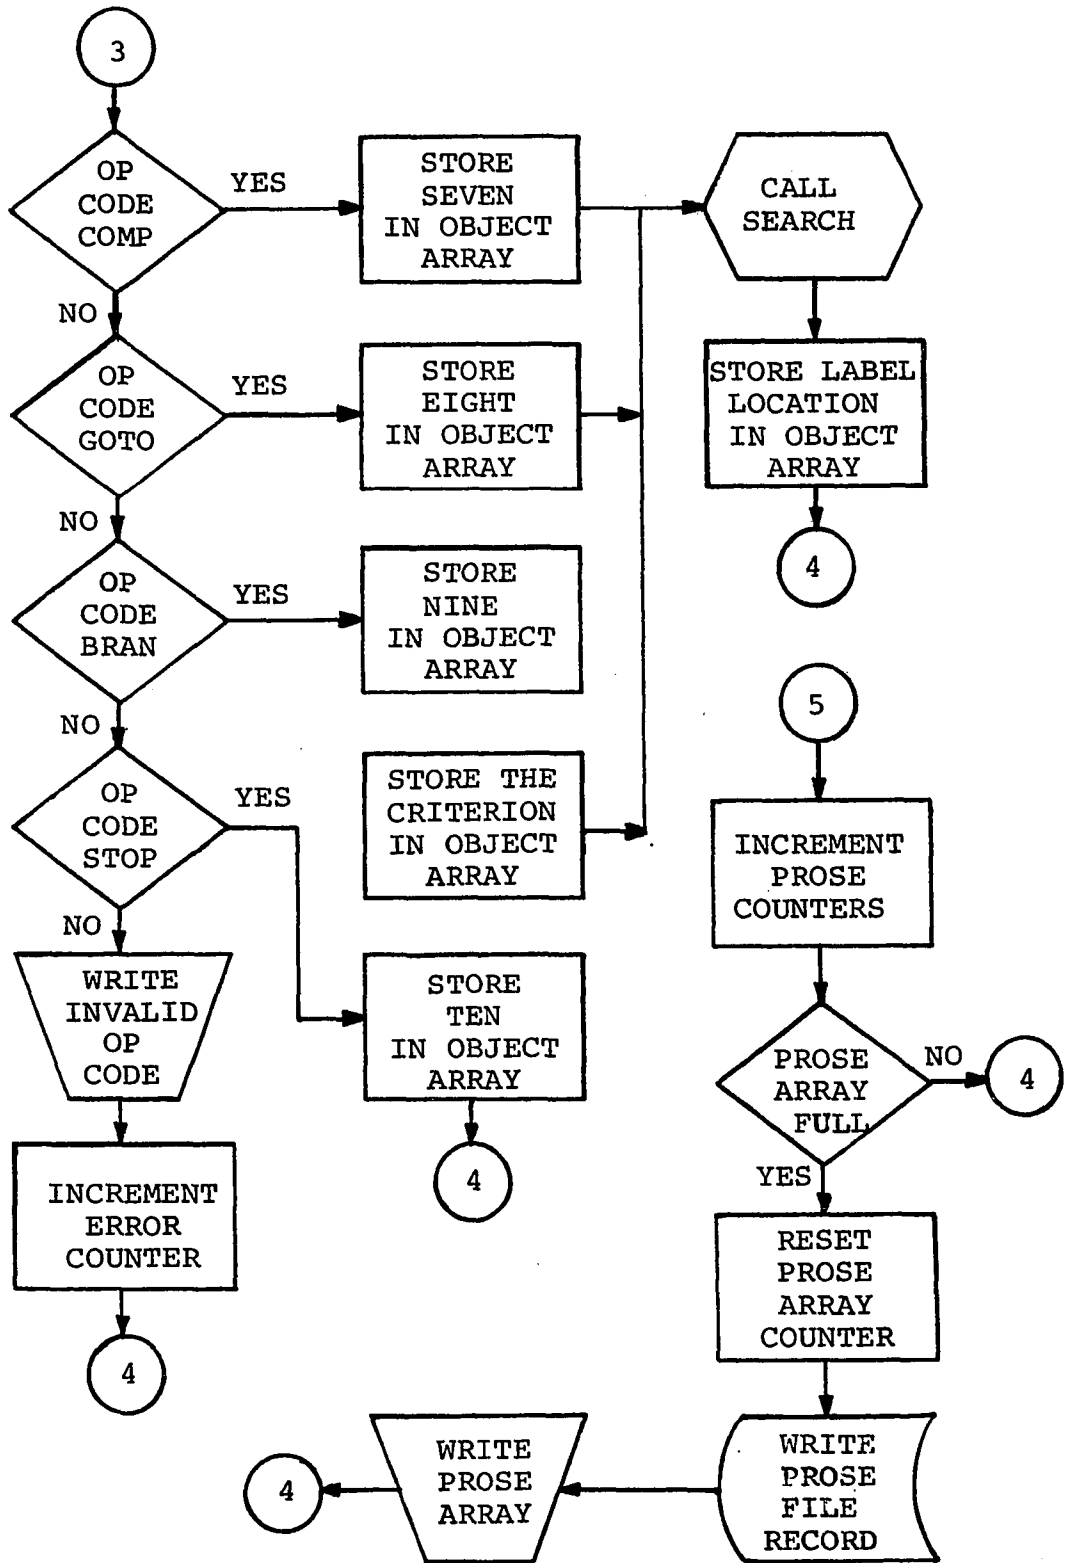 3
OP
CODE
COMP
YES
STORE
SEVEN
IN OBJECT
ARRAY
CALL
SEARCH
NO
OP
CODE
GOTO
YES
STORE
EIGHT
IN OBJECT
ARRAY
STORE LABEL
LOCATION
IN OBJECT
ARRAY
4
NO
OP
CODE
BRAN
YES
STORE
NINE
IN OBJECT
ARRAY
NO
OP
CODE
STOP
YES
STORE THE
CRITERION
IN OBJECT
ARRAY
NO
WRITE
INVALID
OP
CODE
STORE
TEN
IN OBJECT
ARRAY
4
INCREMENT
ERROR
COUNTER
4
5
INCREMENT
PROSE
COUNTERS
PROSE
ARRAY
FULL
NO
4
YES
RESET
PROSE
ARRAY
COUNTER
WRITE
PROSE
FILE
RECORD
WRITE
PROSE
ARRAY
4